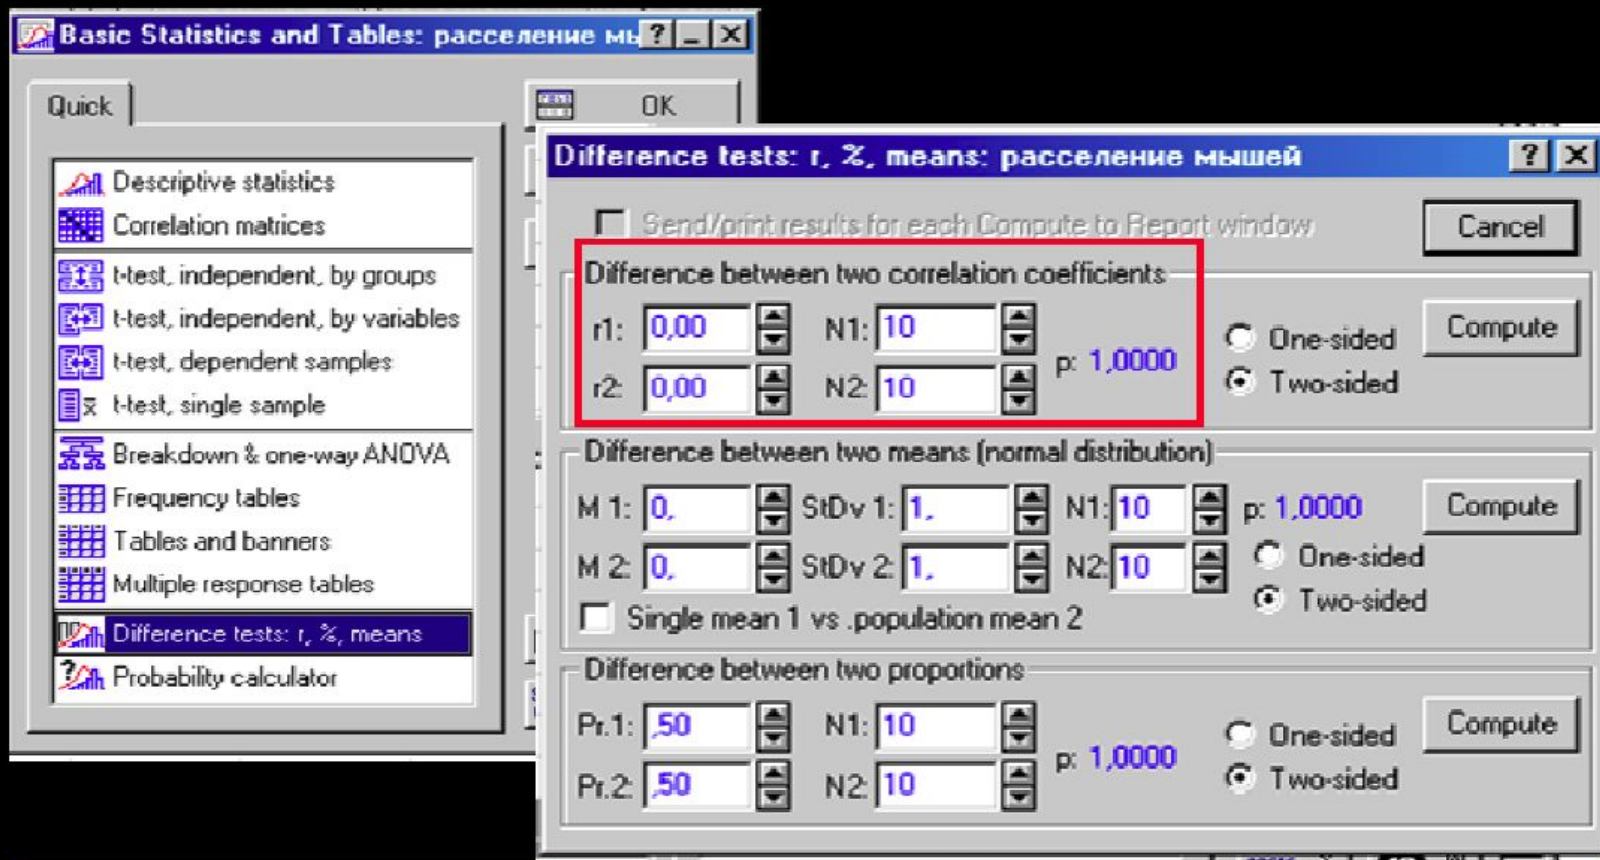 Basic Statistics and Tables: расселение мы
Quick
OK
Descriptive statistics
Correlation matrices
t-test, independent, by groups
t-test, independent, by variables
t-test, dependent samples
t-test, single sample
Breakdown & one-way ANOVA
Frequency tables
Tables and banners
Multiple response tables
Difference tests: r, %, means
Probability calculator
Difference tests: r, %, means: расселение мышей
Send/print results for each Compute to Report window
Cancel
Difference between two correlation coefficients
r1: 0,00 N1: 10
r2: 0,00 N2: 10
p: 1,0000
One-sided
Two-sided
Compute
Difference between two means (normal distribution)
M 1: 0, StDv 1: 1, N1: 10 p: 1,0000
M 2: 0, StDv 2: 1, N2: 10
One-sided
Two-sided
Compute
Single mean 1 vs .population mean 2
Difference between two proportions
Pr.1: ,50 N1: 10
Pr.2: ,50 N2: 10
p: 1,0000
One-sided
Two-sided
Compute